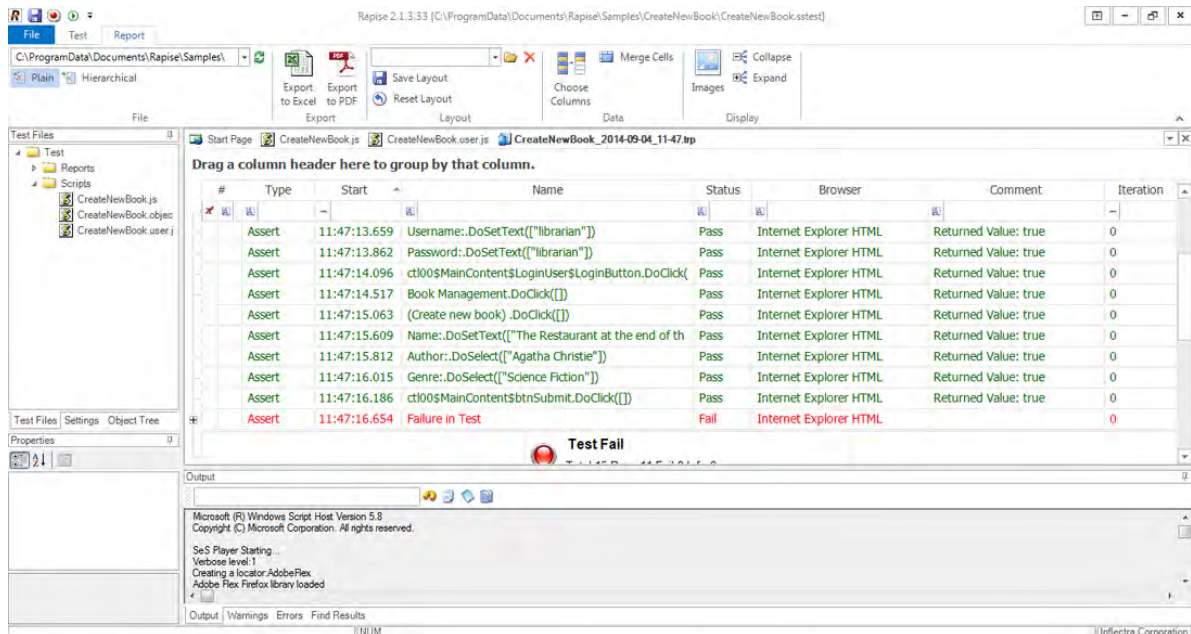 Rapise 2.1.3.33 [C:\ProgramData\Documents\Rapise\Samples\CreateNewBook\CreateNewBook.sstest]
File Test Report
C:\ProgramData\Documents\Rapise\Samples\
Plain Hierarchical
File
Export to Excel
Export to PDF
Export
Save Layout
Reset Layout
Layout
Choose Columns
Merge Cells
Data
Images
Collapse
Expand
Display
Test Files
Test
Reports
Scripts
CreateNewBook.js
CreateNewBook.objec
CreateNewBook.user.j
Test Files Settings Object Tree
Properties
Start Page CreateNewBook.js CreateNewBook.user.js CreateNewBook_2014-09-04_11-47.trp
Drag a column header here to group by that column.
# Type Start Name Status Browser Comment Iteration
Assert 11:47:13.659 Username:.DoSetText(["librarian"]) Pass Internet Explorer HTML Returned Value: true 0
Assert 11:47:13.862 Password:.DoSetText(["librarian"]) Pass Internet Explorer HTML Returned Value: true 0
Assert 11:47:14.096 ctl00$MainContent$LoginUser$LoginButton.DoClick( Pass Internet Explorer HTML Returned Value: true 0
Assert 11:47:14.517 Book Management.DoClick([]) Pass Internet Explorer HTML Returned Value: true 0
Assert 11:47:15.063 (Create new book) .DoClick([]) Pass Internet Explorer HTML Returned Value: true 0
Assert 11:47:15.609 Name:.DoSetText(["The Restaurant at the end of th Pass Internet Explorer HTML Returned Value: true 0
Assert 11:47:15.812 Author:.DoSelect(["Agatha Christie"]) Pass Internet Explorer HTML Returned Value: true 0
Assert 11:47:16.015 Genre:.DoSelect(["Science Fiction"]) Pass Internet Explorer HTML Returned Value: true 0
Assert 11:47:16.186 ctl00$MainContent$btnSubmit.DoClick([]) Pass Internet Explorer HTML Returned Value: true 0
Assert 11:47:16.654 Failure in Test Fail Internet Explorer HTML 0
Test Fail
Output
Microsoft (R) Windows Script Host Version 5.8
Copyright (C) Microsoft Corporation. All rights reserved.
SeS Player Starting...
Verbose level:1
Creating a locator:AdobeFlex
Adobe Flex Firefox library loaded
Output Warnings Errors Find Results
NUM
Inflectra Corporation